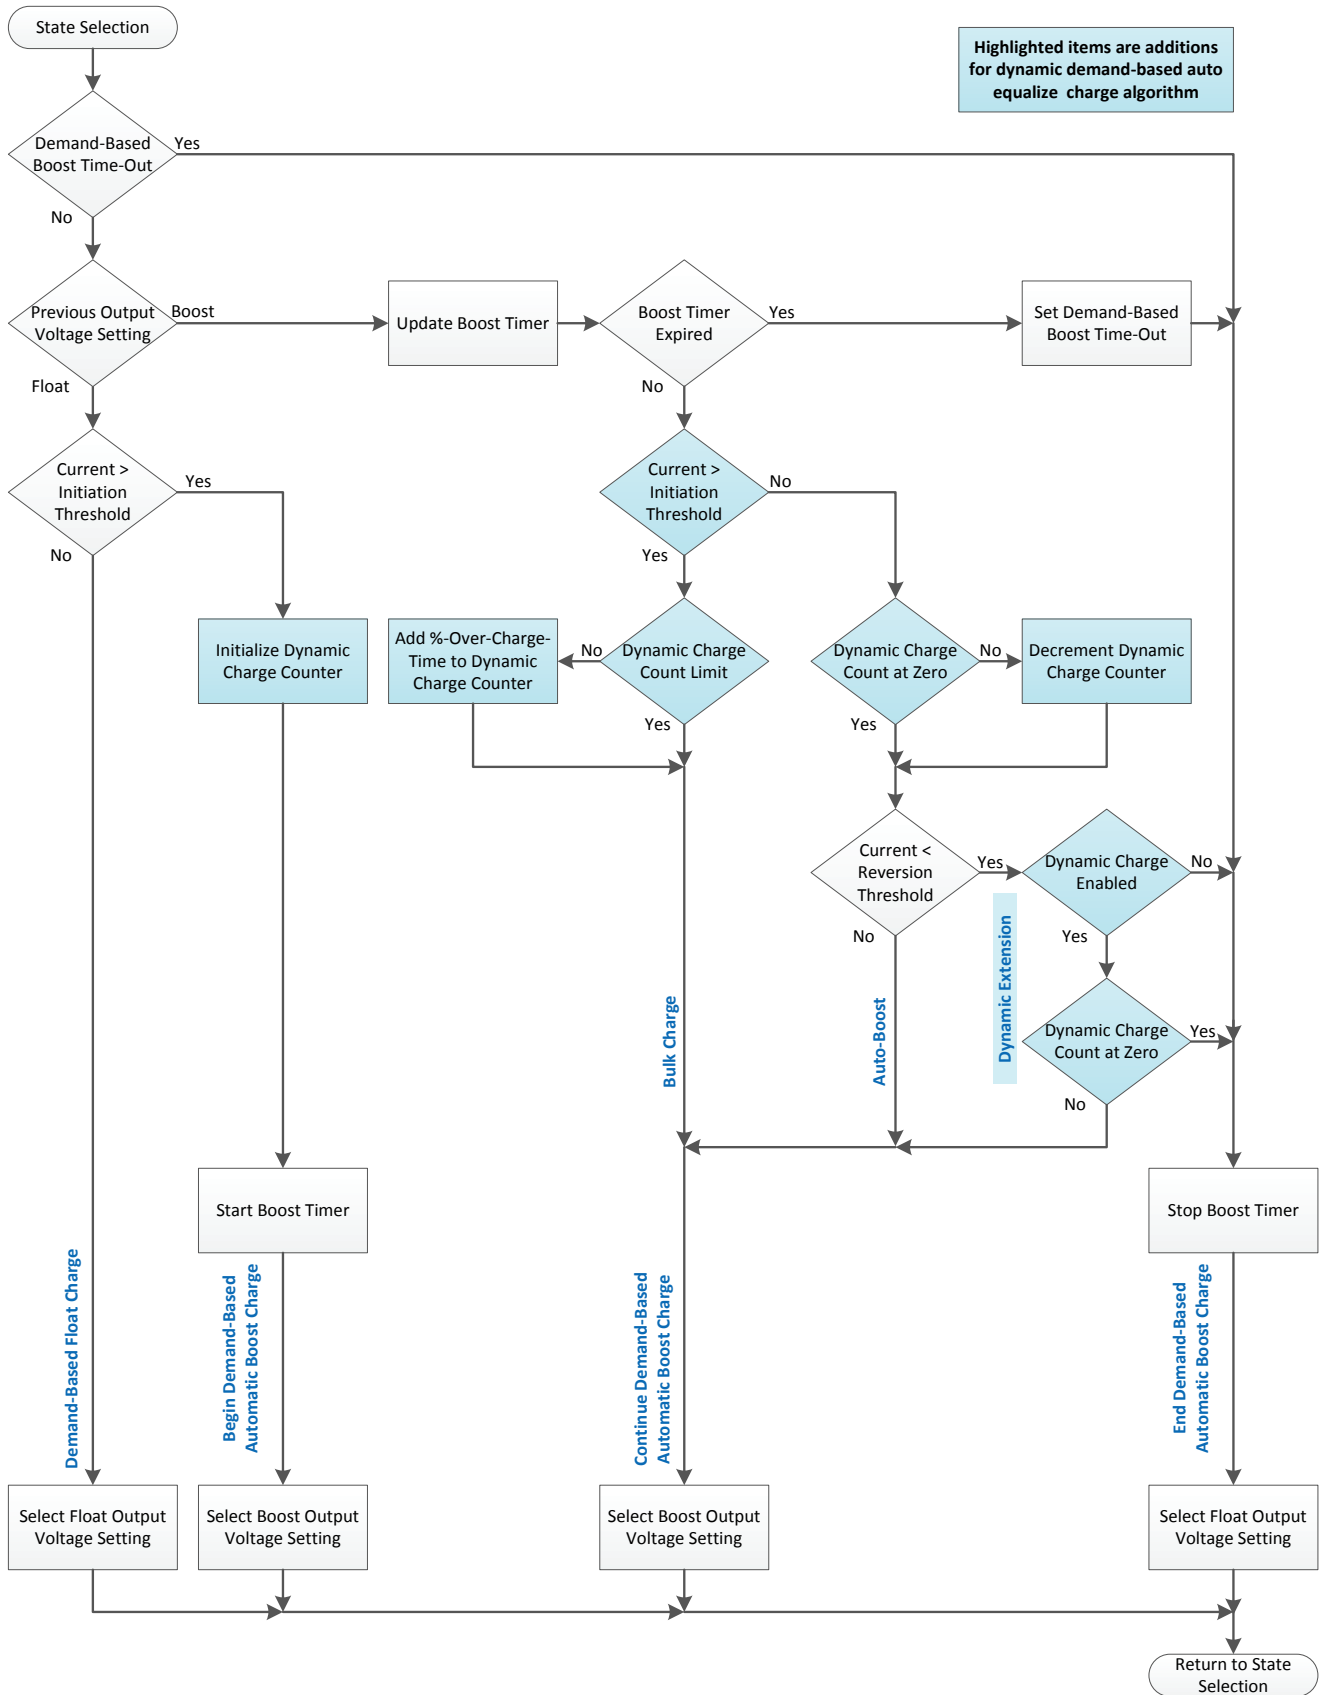 State Selection
Highlighted items are additions
for dynamic demand-based auto
equalize charge algorithm
Demand-Based
Boost Time-Out
Yes
No
Previous Output
Voltage Setting
Boost
Float
Update Boost Timer
Boost Timer
Expired
Yes
No
Set Demand-Based
Boost Time-Out
Current >
Initiation
Threshold
Yes
No
Current >
Initiation
Threshold
No
Yes
Initialize Dynamic
Charge Counter
Add %-Over-Charge-
Time to Dynamic
Charge Counter
No
Dynamic Charge
Count Limit
Yes
Dynamic Charge
Count at Zero
No
Yes
Decrement Dynamic
Charge Counter
Current <
Reversion
Threshold
Yes
No
Dynamic Charge
Enabled
No
Yes
Dynamic Extension
Dynamic Charge
Count at Zero
Yes
No
Bulk Charge
Auto-Boost
Start Boost Timer
Stop Boost Timer
Demand-Based Float Charge
Begin Demand-Based
Automatic Boost Charge
Continue Demand-Based
Automatic Boost Charge
End Demand-Based
Automatic Boost Charge
Select Float Output
Voltage Setting
Select Boost Output
Voltage Setting
Select Boost Output
Voltage Setting
Select Float Output
Voltage Setting
Return to State
Selection